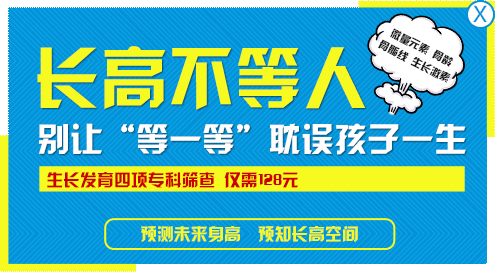 X
微量元素 骨龄
骨骺线 生长激素
长高不等人
别让“等一等”耽误孩子一生
生长发育四项专科筛查 仅需128元
预测未来身高 预知长高空间